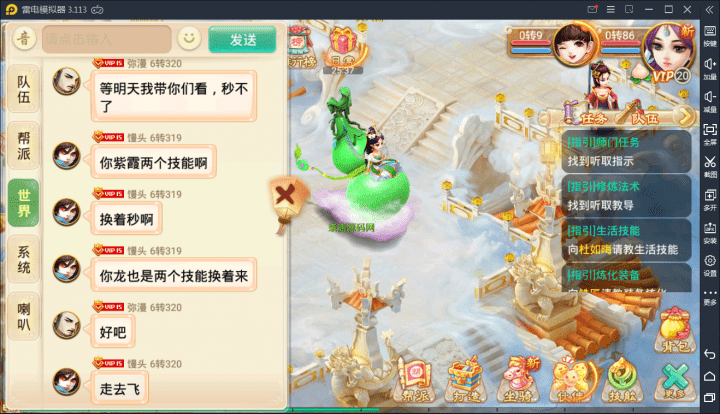 雷电模拟器 3.113
音
请点击输入
发送
队伍
帮派
世界
系统
喇叭
VIP15 弥漫 6转320
等明天我带你们看，秒不
了
VIP15 馒头 6转319
你紫霞两个技能啊
VIP15 馒头 6转319
换着秒啊
VIP15 馒头 6转319
你龙也是两个技能换着来
VIP15 弥漫 6转320
好吧
VIP15 馒头 6转320
走去飞
25:37
0转9
0转86
新
VIP20
任务
队伍
[指引]师门任务
找到听取指示
[指引]修炼法术
找到听取教导
[指引]生活技能
向杜如晦请教生活技能
[指引]炼化装备
背包
帮派
打造
坐骑
新
伙伴
技能
更多
按键
加量
减量
全屏
截图
多开
安装
设置
更多